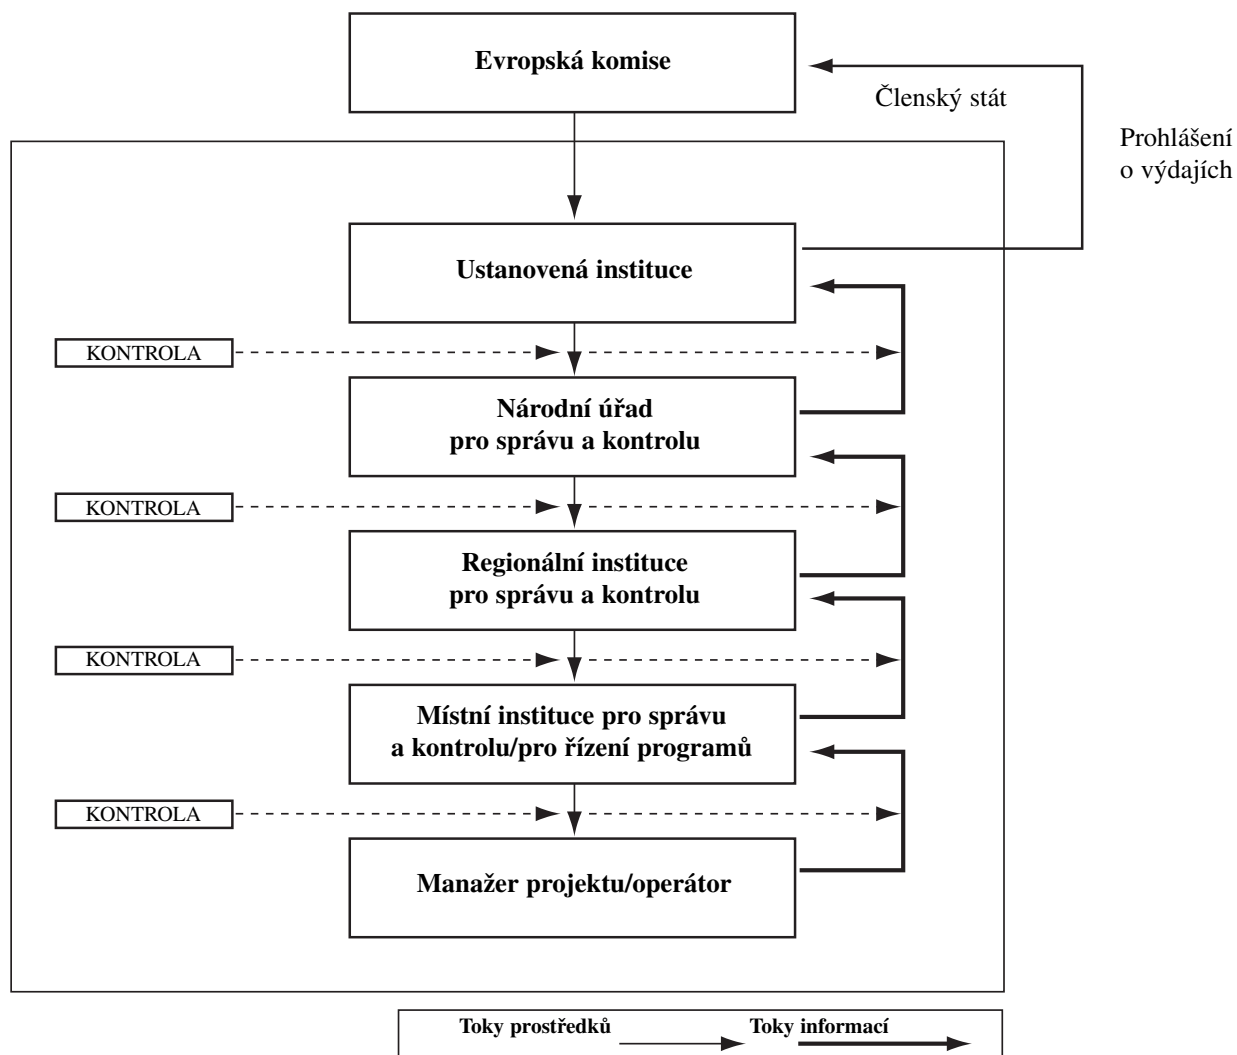 Evropská komise
Členský stát
Prohlášení
o výdajích
Ustanovená instituce
KONTROLA
Národní úřad
pro správu a kontrolu
KONTROLA
Regionální instituce
pro správu a kontrolu
KONTROLA
Místní instituce pro správu
a kontrolu/pro řízení programů
KONTROLA
Manažer projektu/operátor
Toky prostředků
Toky informací